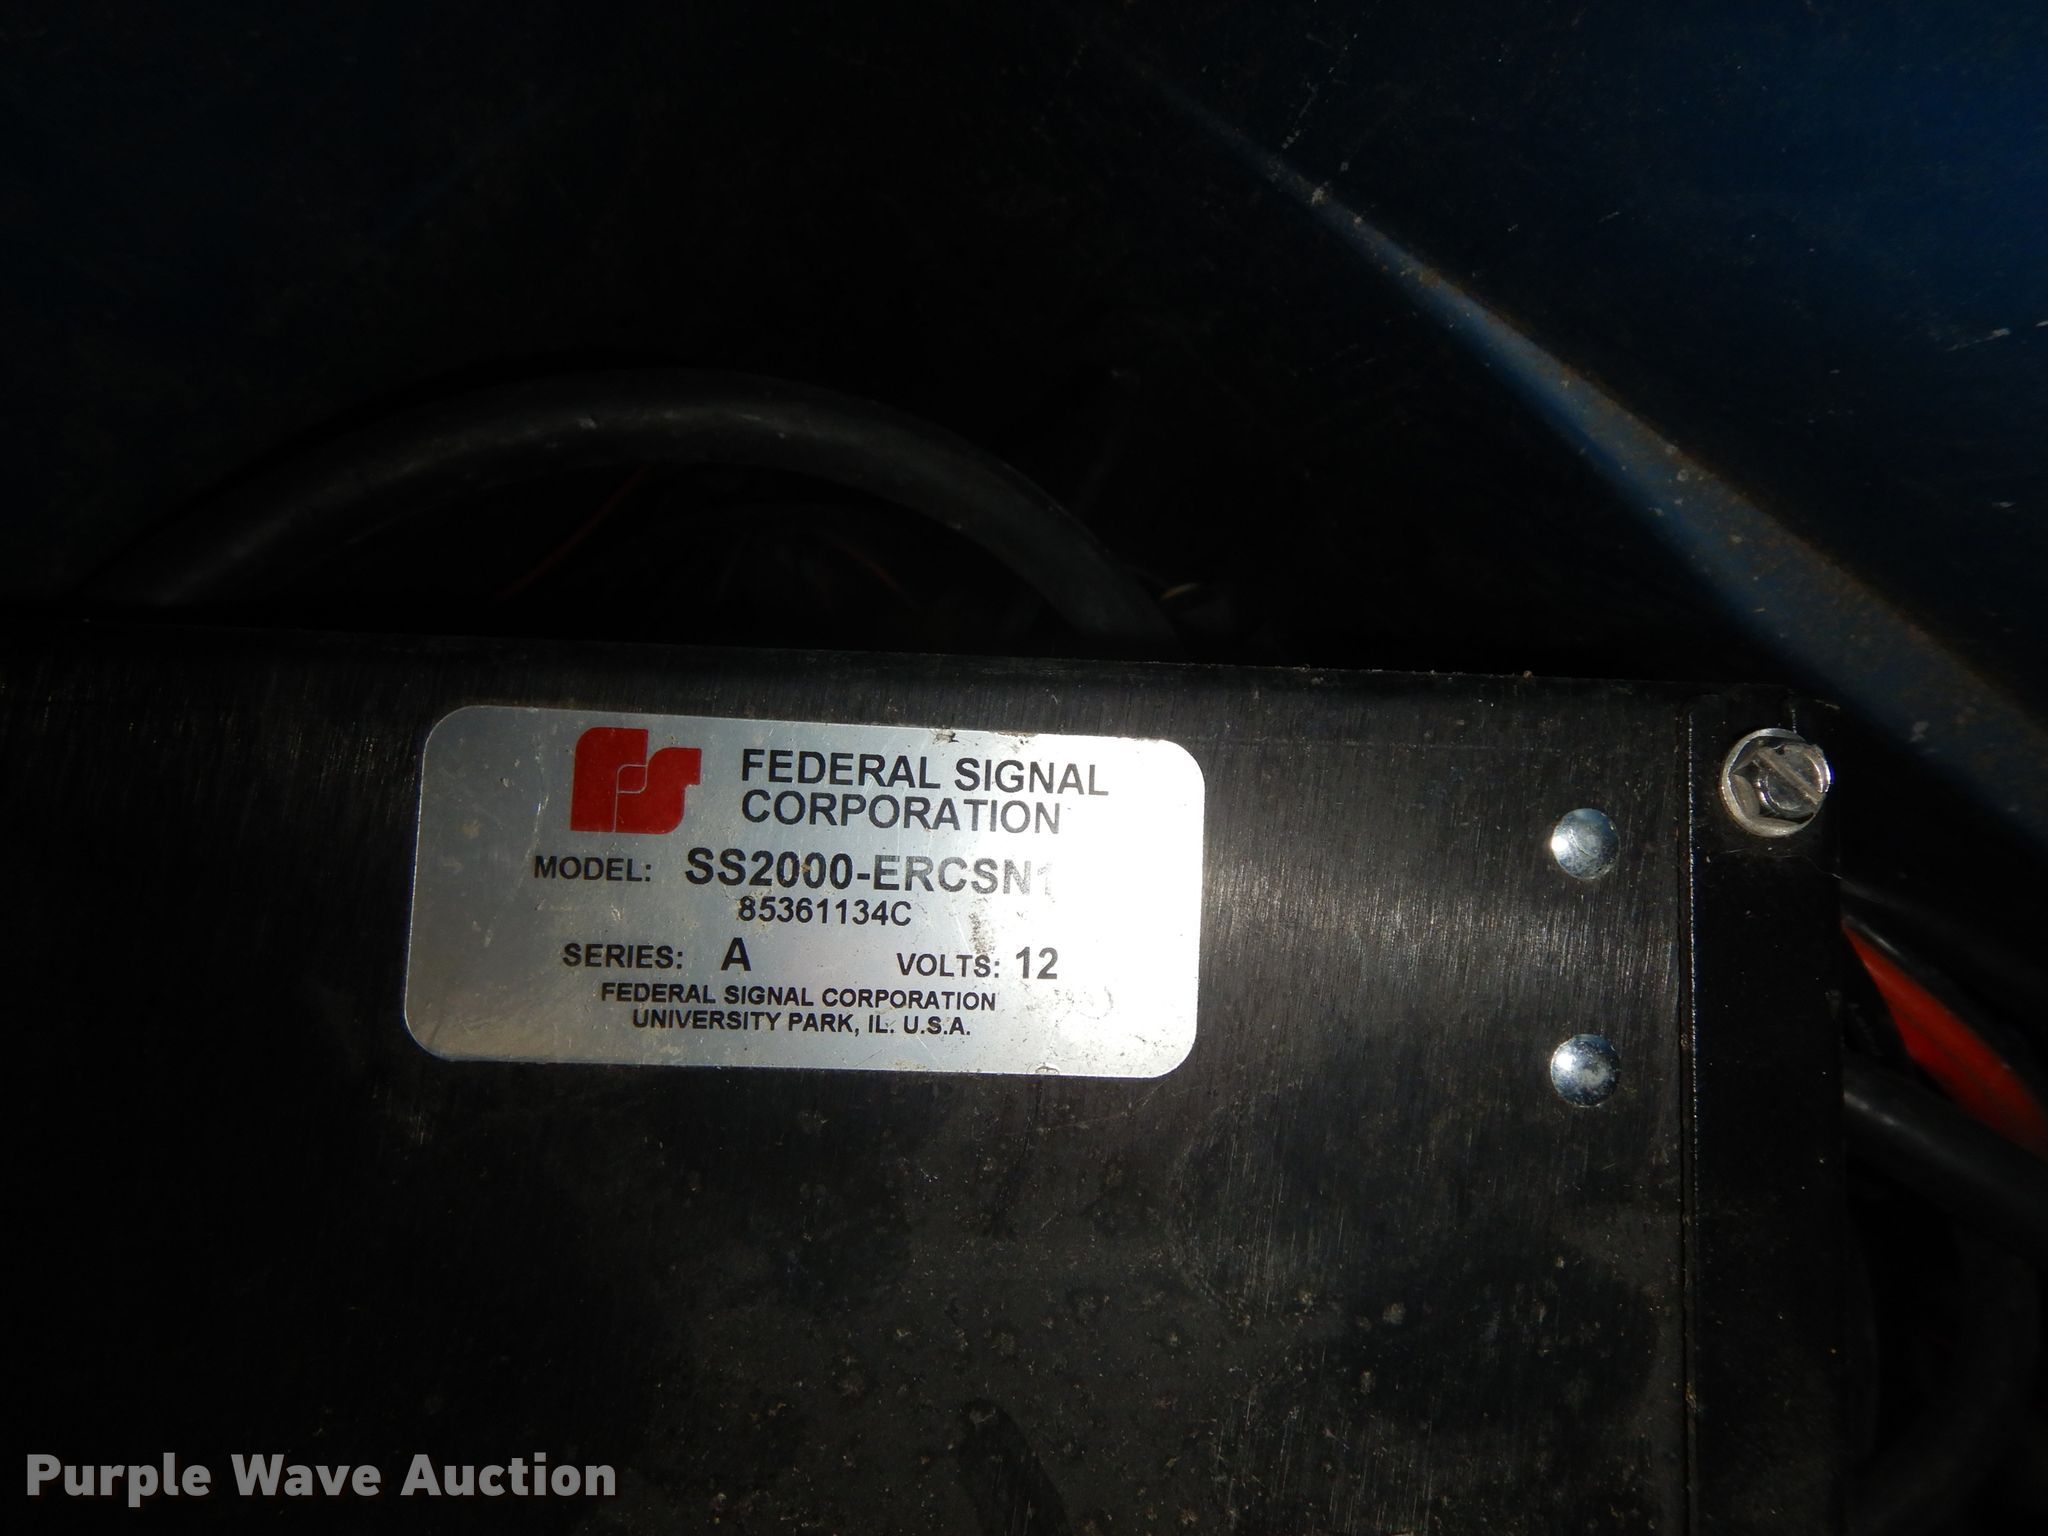 FEDERAL SIGNAL
CORPORATION
MODEL: SS2000-ERCSN1
85361134C
SERIES: A VOLTS: 12
FEDERAL SIGNAL CORPORATION
UNIVERSITY PARK, IL. U.S.A.
Purple Wave Auction